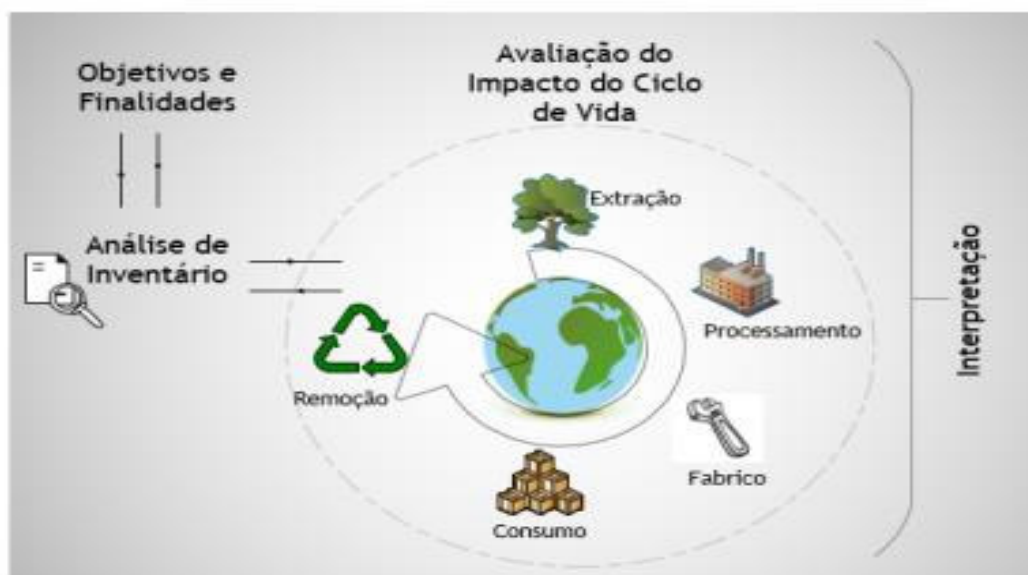 Objetivos e
Finalidades
Avaliação do
Impacto do Ciclo
de Vida
Extração
Análise de
Inventário
Processamento
Interpretação
Remoção
Fabrico
Consumo